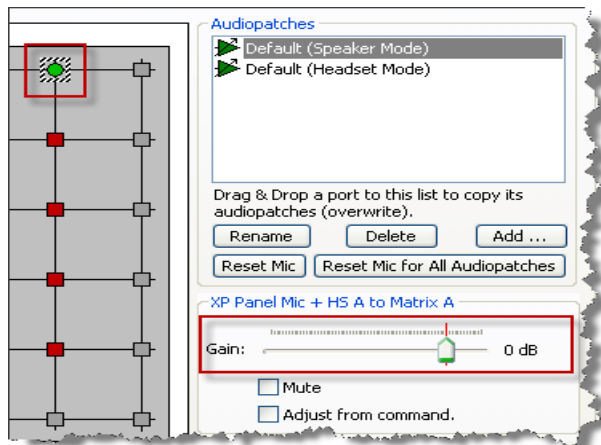 Audiopatches
Default (Speaker Mode)
Default (Headset Mode)
Drag & Drop a port to this list to copy its
audiopatches (overwrite).
Rename Delete Add ...
Reset Mic Reset Mic for All Audiopatches
XP Panel Mic + HS A to Matrix A
Gain: 0 dB
Mute
Adjust from command.